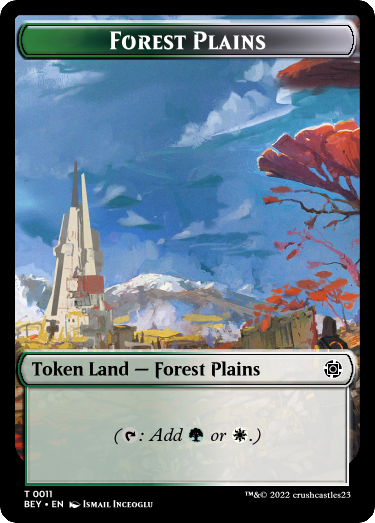 Forest Plains
Token Land — Forest Plains
(: Add or .)
T 0011
BEY • EN Ismail Inceoglu
™&© 2022 crushcastles23